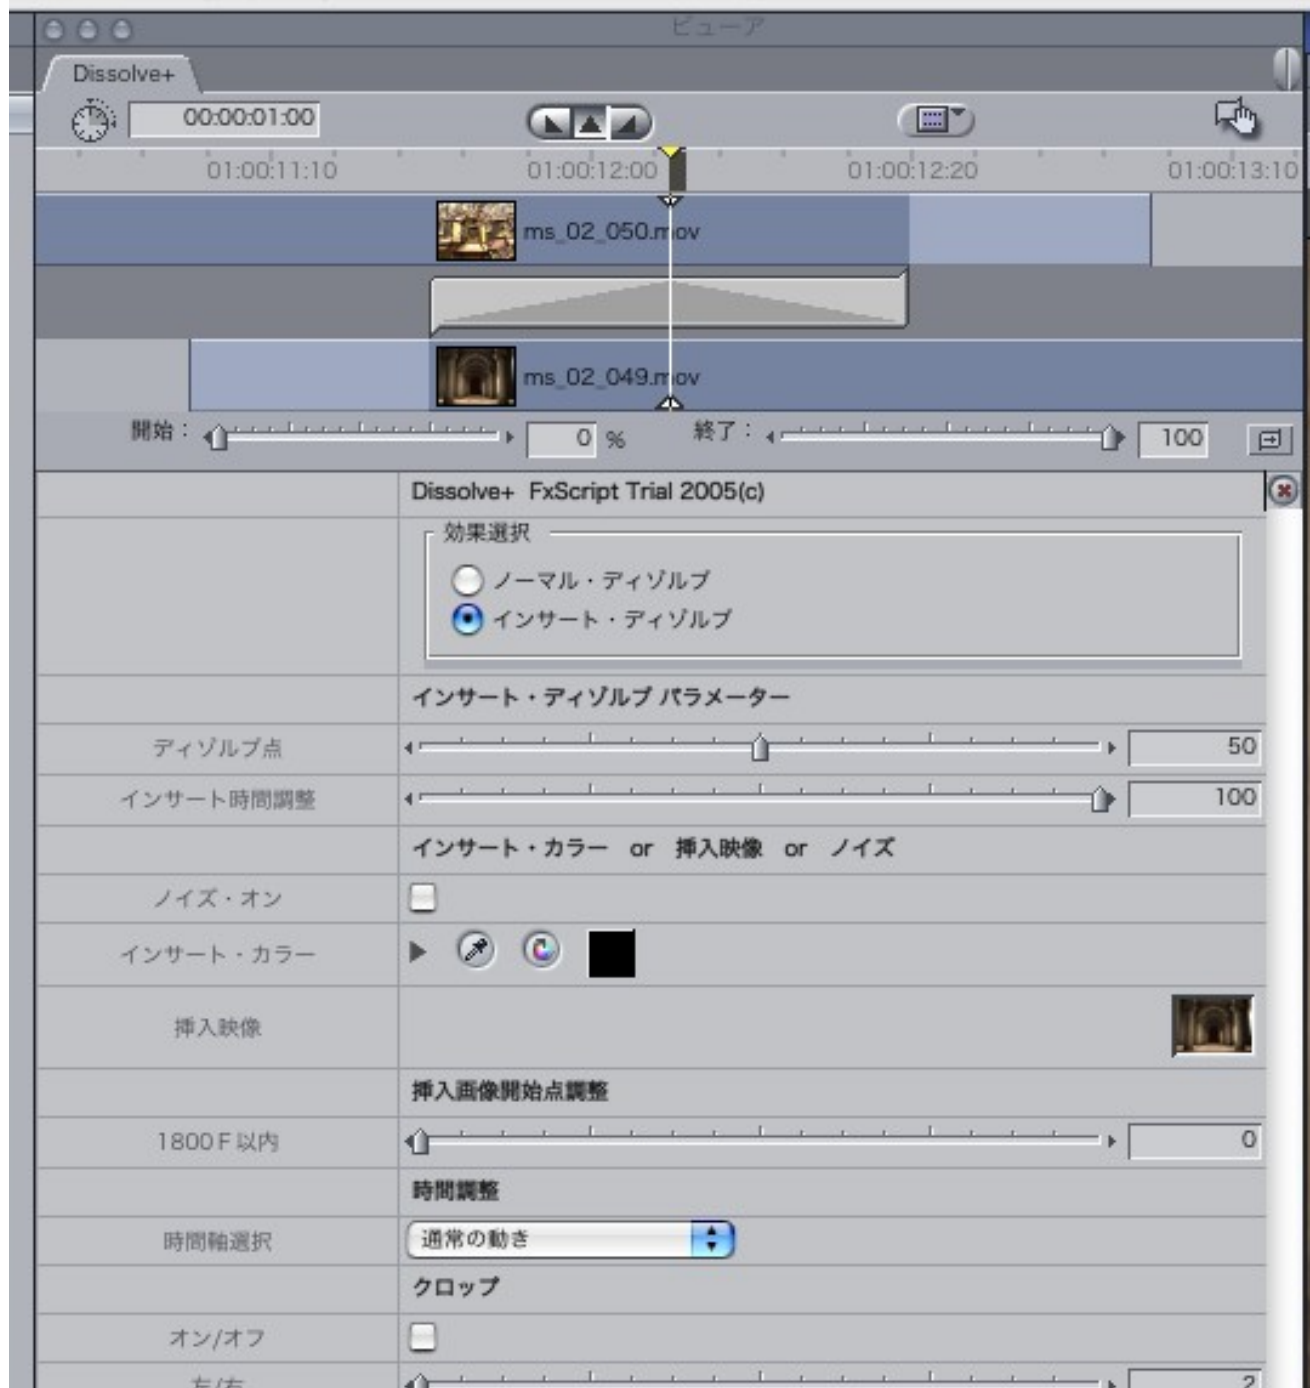 ビューア
Dissolve+
00:00:01:00
01:00:11:10 01:00:12:00 01:00:12:20 01:00:13:10
ms_02_050.mov
ms_02_049.mov
開始： 0 % 終了： 100
Dissolve+ FxScript Trial 2005(c)
効果選択
ノーマル・ディゾルブ
インサート・ディゾルブ
インサート・ディゾルブ パラメーター
ディゾルブ点 50
インサート時間調整 100
インサート・カラー or 挿入映像 or ノイズ
ノイズ・オン
インサート・カラー
挿入映像
挿入画像開始点調整
1800F以内 0
時間調整
時間軸選択 通常の動き
クロップ
オン/オフ
左/右 2